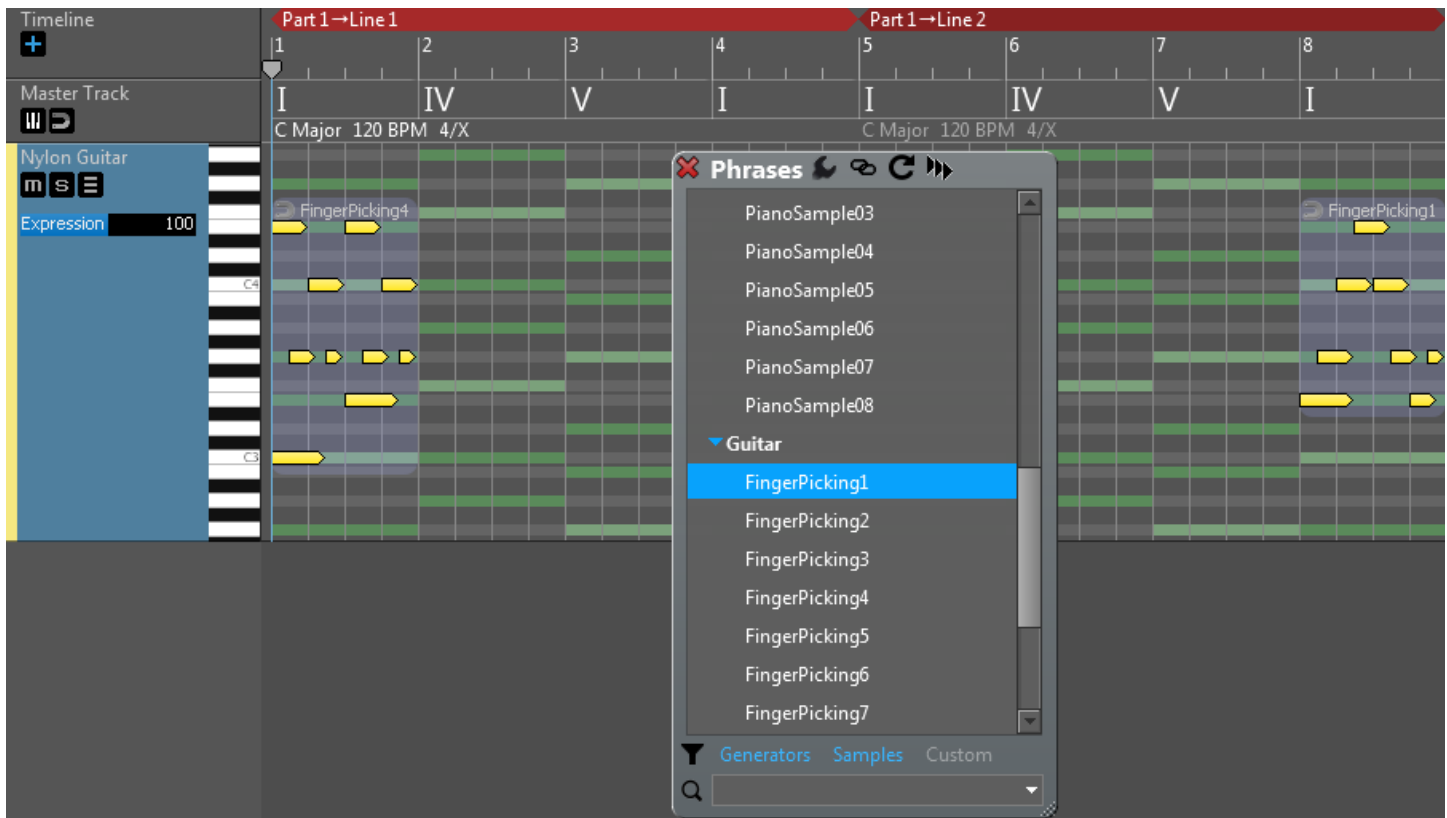 Timeline
Part 1→Line 1
Part 1→Line 2
1 2 3 4 5 6 7 8
Master Track
I IV V I I IV V I
C Major 120 BPM 4/X
C Major 120 BPM 4/X
Nylon Guitar
m s
Expression 100
C4
C3
FingerPicking4
FingerPicking1
Phrases
PianoSample03
PianoSample04
PianoSample05
PianoSample06
PianoSample07
PianoSample08
Guitar
FingerPicking1
FingerPicking2
FingerPicking3
FingerPicking4
FingerPicking5
FingerPicking6
FingerPicking7
Generators Samples Custom